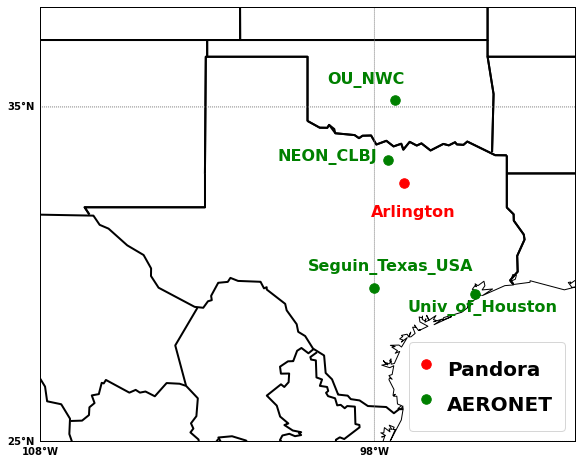 OU_NWC
35°N
NEON_CLBJ
Arlington
Seguin_Texas_USA
Univ_of_Houston
Pandora
AERONET
25°N
108°W
98°W